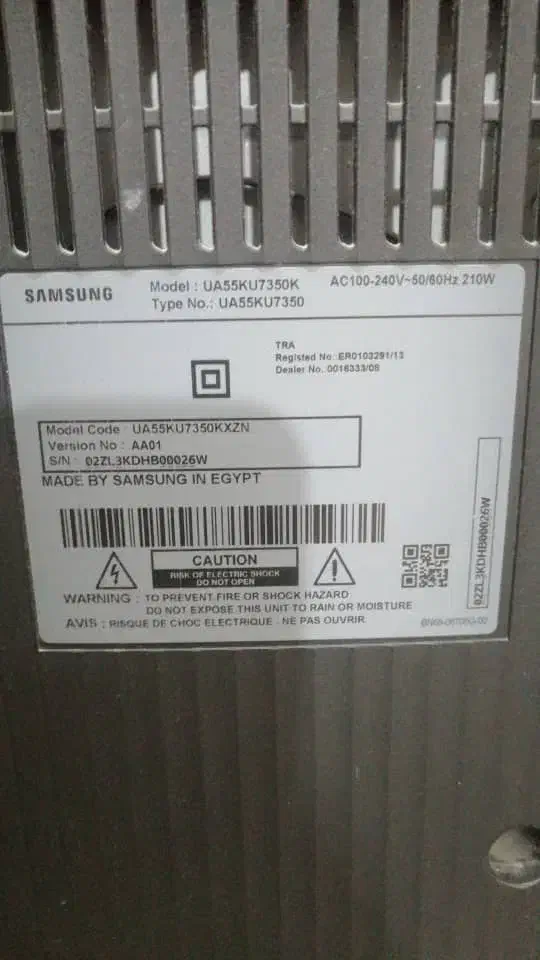 SAMSUNG
Model : UA55KU7350K
Type No.: UA55KU7350
AC100-240V~50/60Hz 210W
TRA
Registed No: ER0103291/13
Dealer No. 0016333/08
Model Code : UA55KU7350KXZN
Version No : AA01
S/N : 02ZL3KDHB00026W
MADE BY SAMSUNG IN EGYPT
CAUTION
RISK OF ELECTRIC SHOCK
DO NOT OPEN
WARNING : TO PREVENT FIRE OR SHOCK HAZARD
DO NOT EXPOSE THIS UNIT TO RAIN OR MOISTURE
AVIS : RISQUE DE CHOC ELECTRIQUE - NE PAS OUVRIR
02ZL3KDHB00026W